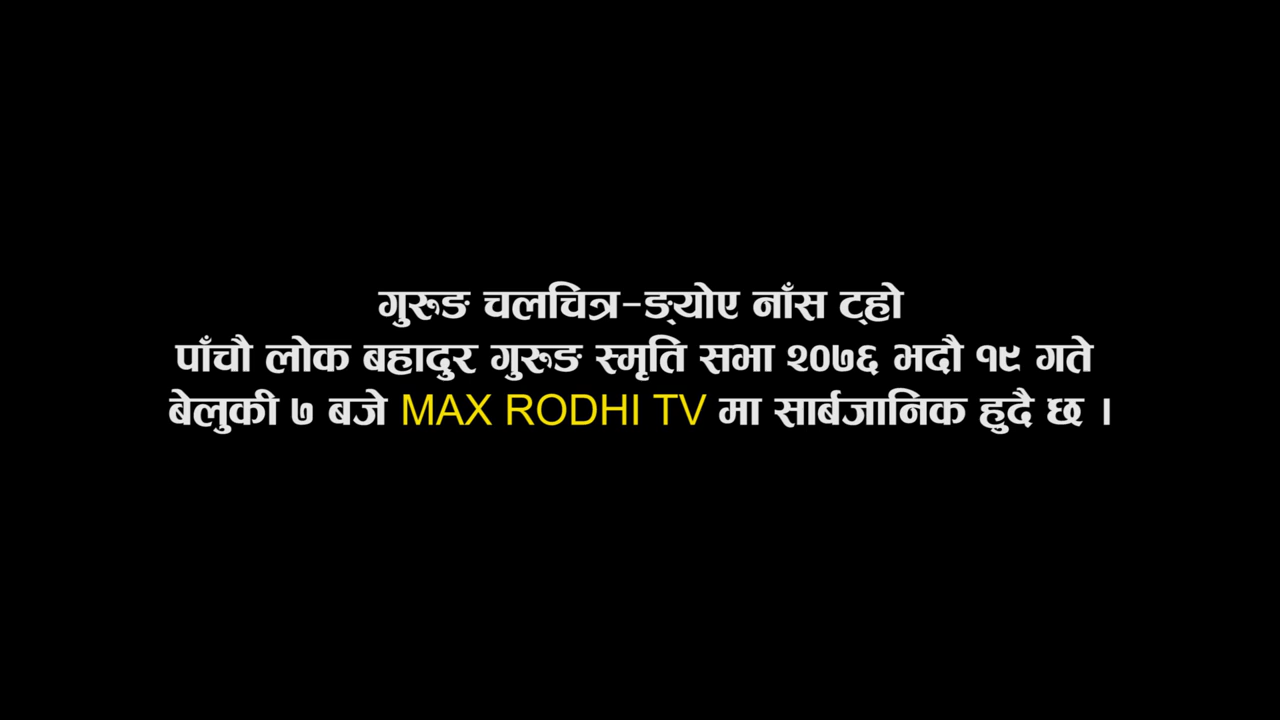 गुरुङ चलचित्र-ङ्योए नाँस ट्हो
पाँचौ लोक बहादुर गुरुङ स्मृति सभा २०७६ भदौ १९ गते
बेलुकी ७ बजे MAX RODHI TV मा सार्बजानिक हुदै छ ।